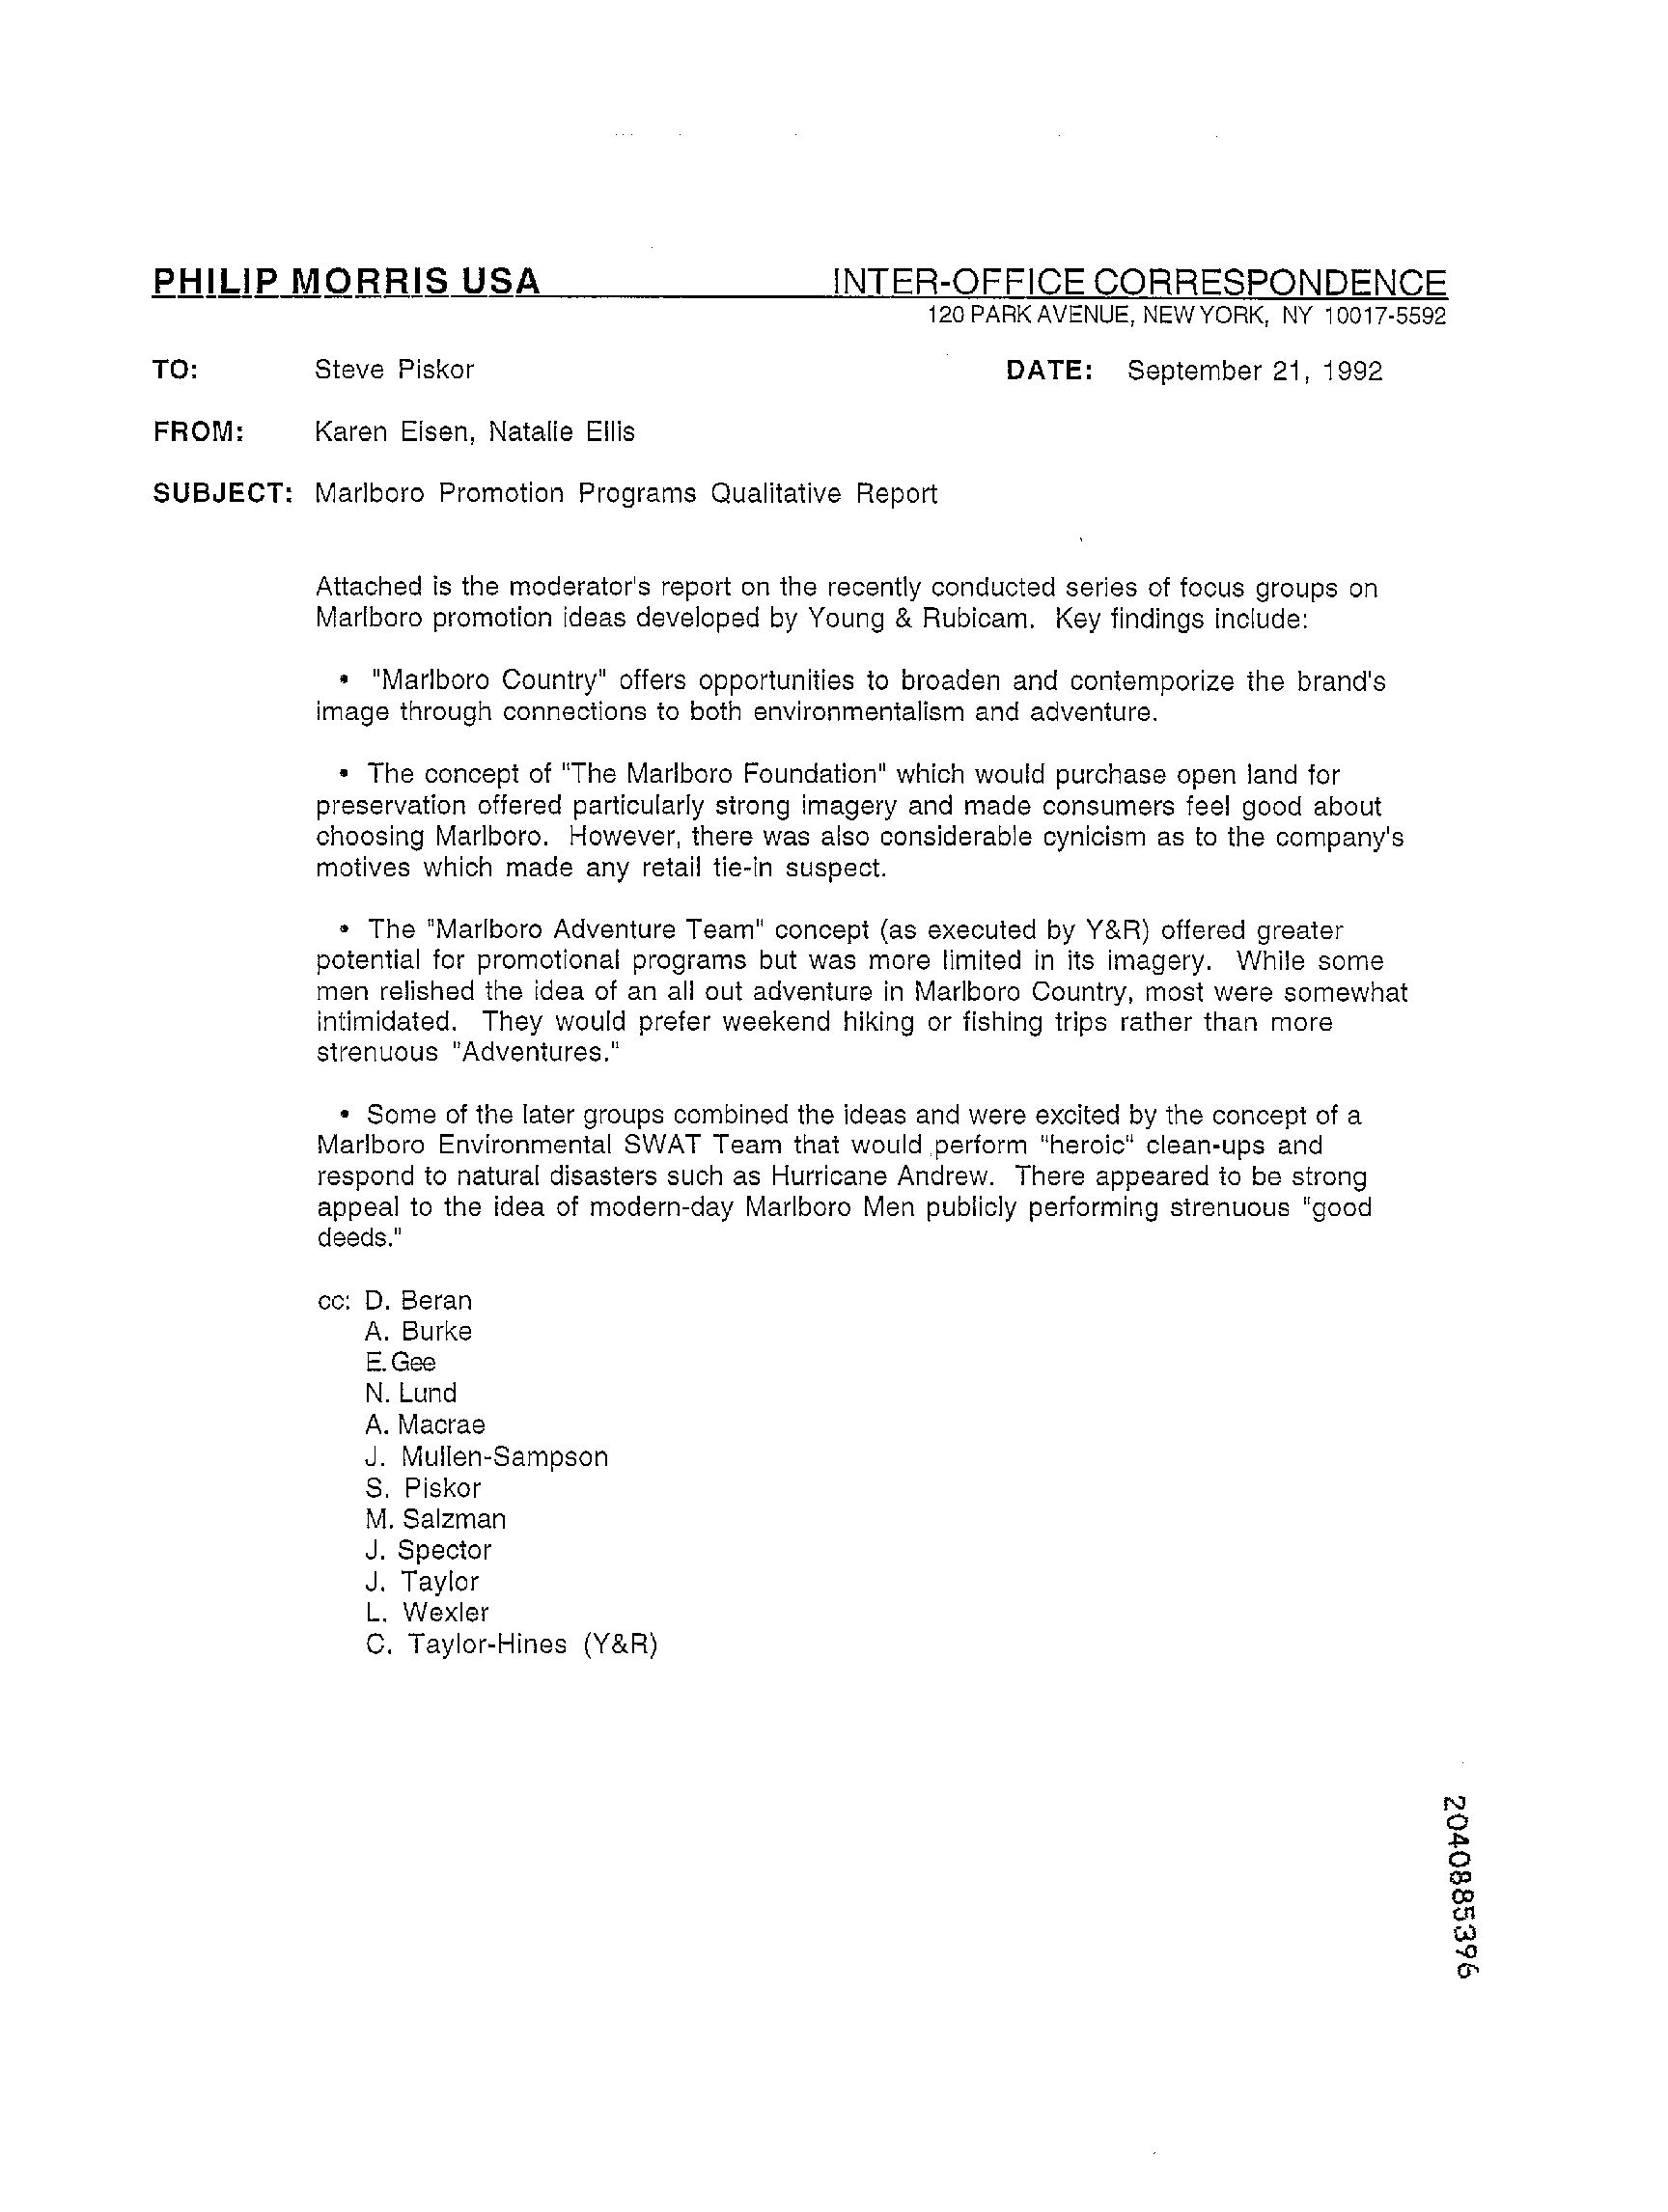 PHILIP MORRIS USA INTER-OFFICE CORRESPONDENCE
120 PARK AVENUE, NEW YORK, NY 10017-5592
TO: Steve Piskor DATE: September 21, 1992
FROM: Karen Eisen, Natalie Ellis
SUBJECT: Marlboro Promotion Programs Qualitative Report
Attached is the moderator's report on the recently conducted series of focus groups on
Marlboro promotion ideas developed by Young & Rubicam. Key findings include:
• "Marlboro Country" offers opportunities to broaden and contemporize the brand's
image through connections to both environmentalism and adventure.
• The concept of "The Marlboro Foundation" which would purchase open land for
preservation offered particularly strong imagery and made consumers feel good about
choosing Marlboro. However, there was also considerable cynicism as to the company's
motives which made any retail tie-in suspect.
• The "Marlboro Adventure Team" concept (as executed by Y&R) offered greater
potential for promotional programs but was more limited in its imagery. While some
men relished the idea of an all out adventure in Marlboro Country, most were somewhat
intimidated. They would prefer weekend hiking or fishing trips rather than more
strenuous "Adventures."
• Some of the later groups combined the ideas and were excited by the concept of a
Marlboro Environmental SWAT Team that would perform "heroic" clean-ups and
respond to natural disasters such as Hurricane Andrew. There appeared to be strong
appeal to the idea of modern-day Marlboro Men publicly performing strenuous "good
deeds."
cc: D. Beran
A. Burke
E. Gee
N. Lund
A. Macrae
J. Mullen-Sampson
S. Piskor
M. Salzman
J. Spector
J. Taylor
L. Wexler
C. Taylor-Hines (Y&R)
2040885396